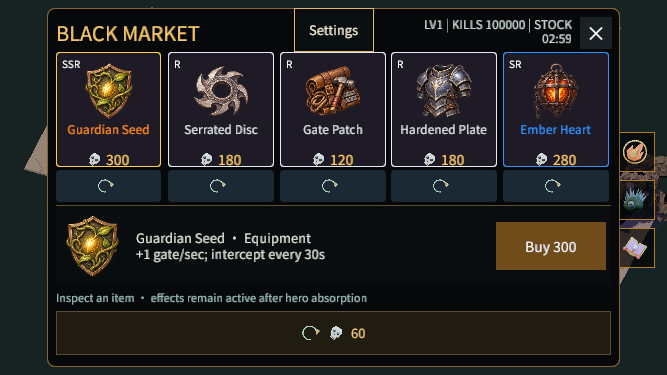 BLACK MARKET
Settings
LV1 | KILLS 100000 | STOCK
02:59
SSR
Guardian Seed
300
R
Serrated Disc
180
R
Gate Patch
120
R
Hardened Plate
180
SR
Ember Heart
280
Guardian Seed • Equipment
+1 gate/sec; intercept every 30s
Buy 300
Inspect an item • effects remain active after hero absorption
60